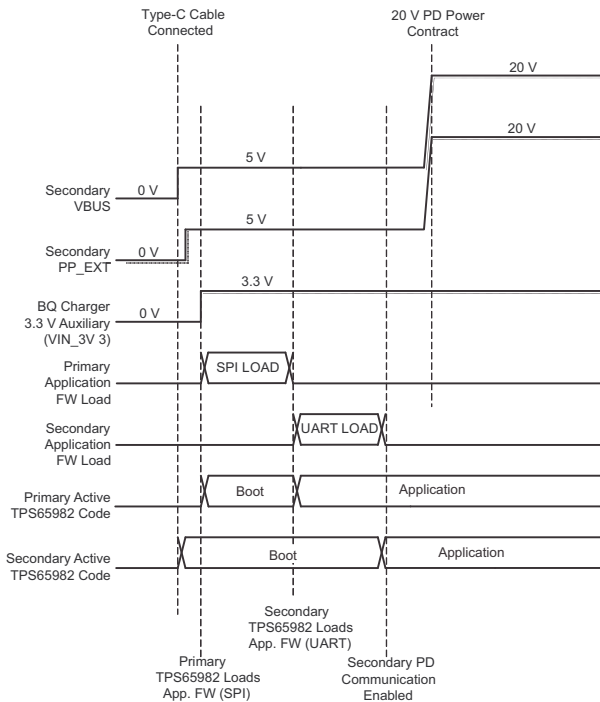 Type-C Cable
Connected
20 V PD Power
Contract
20 V
20 V
5 V
Secondary
VBUS
0 V
5 V
Secondary
PP_EXT
0 V
3.3 V
BQ Charger
3.3 V Auxiliary
(VIN_3V 3)
0 V
Primary
Application
FW Load
SPI LOAD
Secondary
Application
FW Load
UART LOAD
Primary Active
TPS65982 Code
Boot
Application
Secondary Active
TPS65982 Code
Boot
Application
Secondary
TPS65982 Loads
App. FW (UART)
Primary
TPS65982 Loads
App. FW (SPI)
Secondary PD
Communication
Enabled